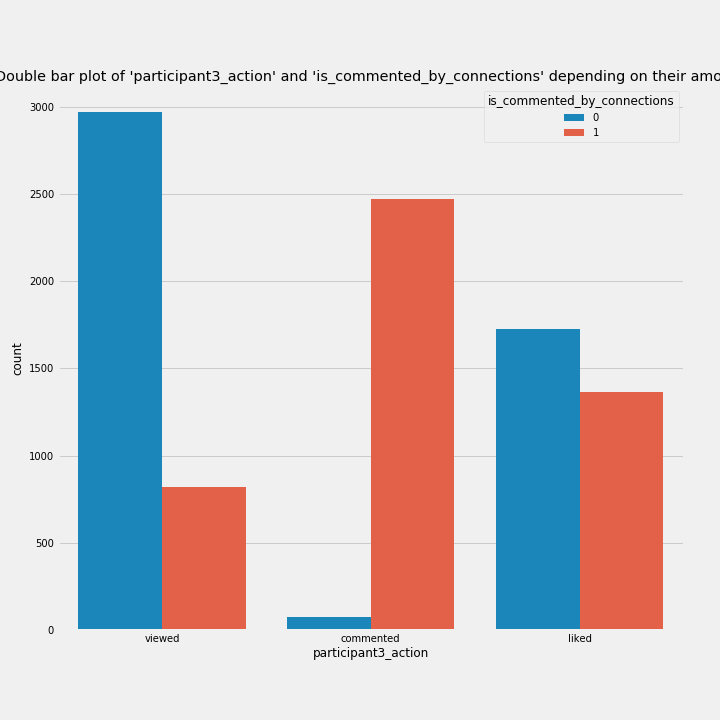 Double bar plot of 'participant3_action' and 'is_commented_by_connections' depending on their amo
is_commented_by_connections
0
1
3000
2500
2000
1500
1000
500
0
count
viewed commented liked
participant3_action